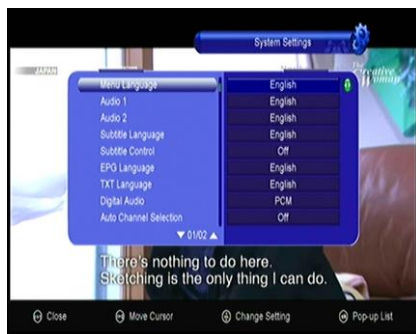 System Settings
JAPAN
The Creative Woman
Menu Language English
Audio 1 English
Audio 2 English
Subtitle Language English
Subtitle Control Off
EPG Language English
TXT Language English
Digital Audio PCM
Auto Channel Selection Off
01/02
There's nothing to do here.
Sketching is the only thing I can do.
Close Move Cursor Change Setting Pop-up List